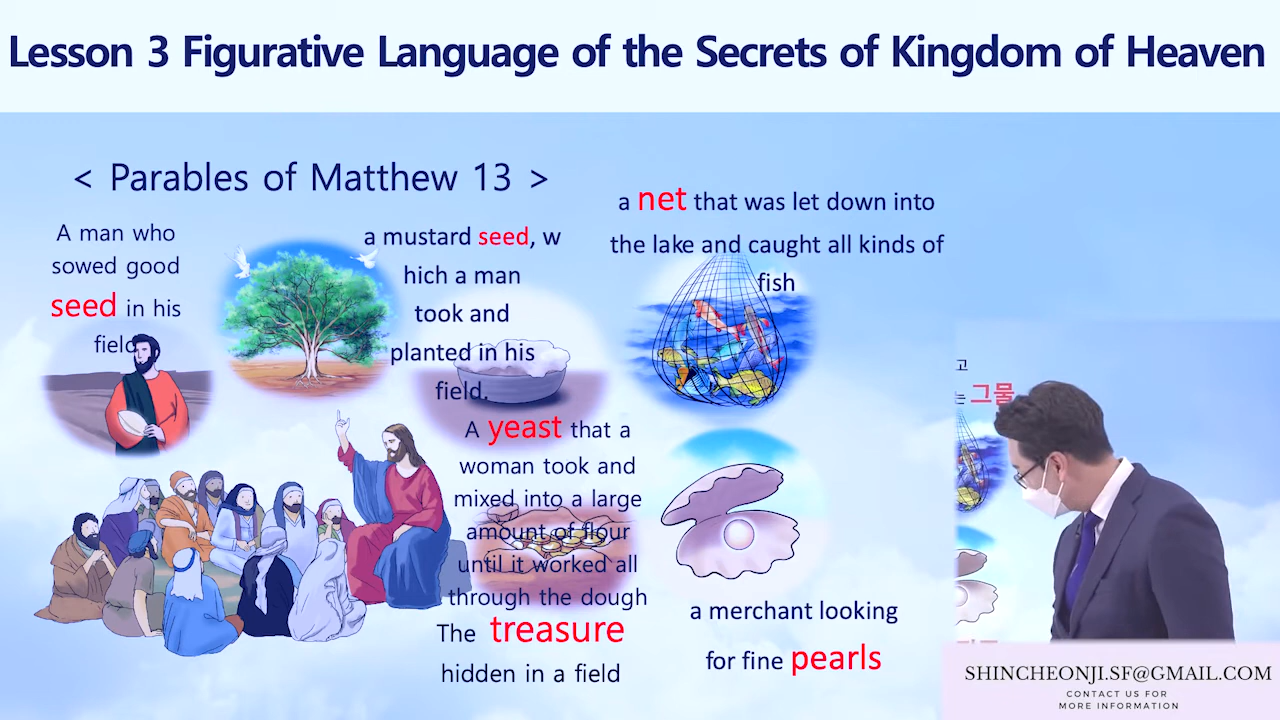 Lesson 3 Figurative Language of the Secrets of Kingdom of Heaven
< Parables of Matthew 13 >
A man who
sowed good
seed in his
field
a mustard seed, w
hich a man
took and
planted in his
field.
A yeast that a
woman took and
mixed into a large
amount of flour
until it worked all
through the dough
The treasure
hidden in a field
a net that was let down into
the lake and caught all kinds of
fish
a merchant looking
for fine pearls
고
는 그물
SHINCHEONJI.SF@GMAIL.COM
CONTACT US FOR
MORE INFORMATION